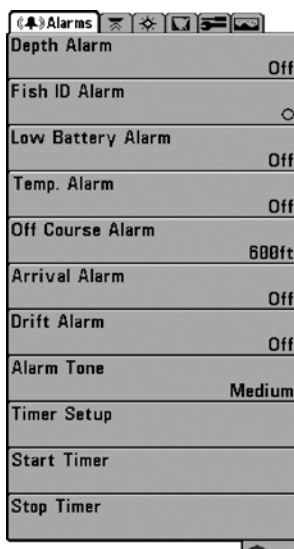 Alarms
Depth Alarm
Off
Fish ID Alarm
Low Battery Alarm
Off
Temp. Alarm
Off
Off Course Alarm
600ft
Arrival Alarm
Off
Drift Alarm
Off
Alarm Tone
Medium
Timer Setup
Start Timer
Stop Timer